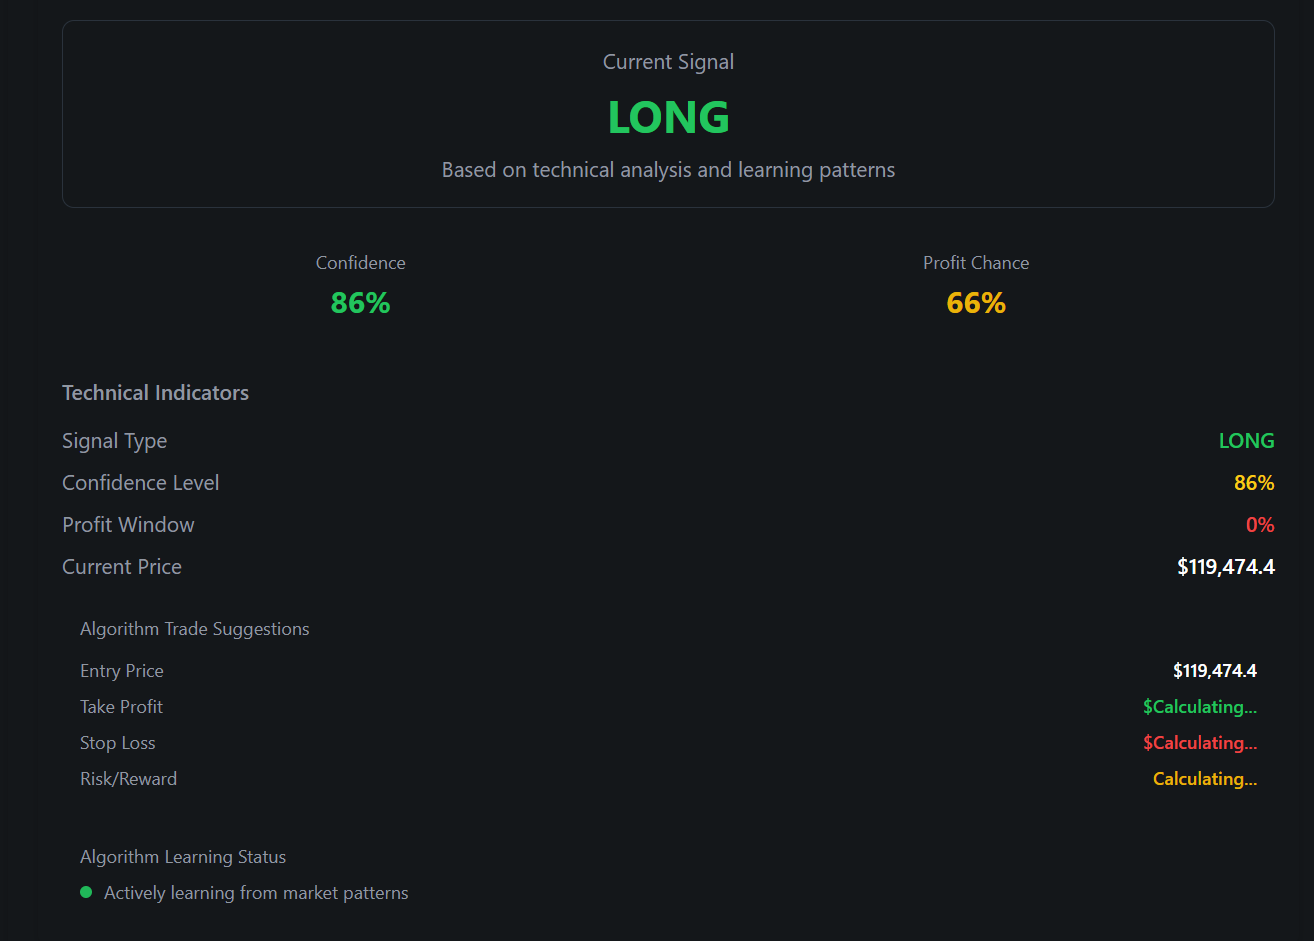 Current Signal
LONG
Based on technical analysis and learning patterns
Confidence Profit Chance
86% 66%
Technical Indicators
Signal Type LONG
Confidence Level 86%
Profit Window 0%
Current Price $119,474.4
Algorithm Trade Suggestions
Entry Price $119,474.4
Take Profit $Calculating...
Stop Loss $Calculating...
Risk/Reward Calculating...
Algorithm Learning Status
Actively learning from market patterns